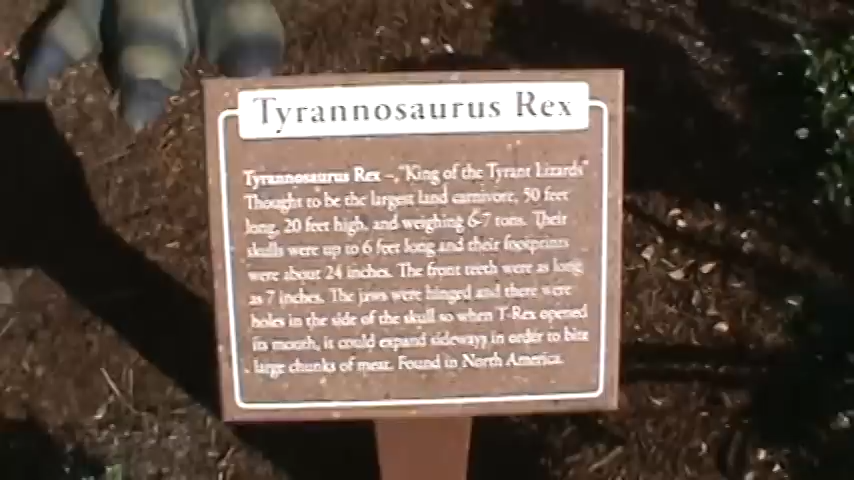 Tyrannosaurus Rex
Tyrannosaurus Rex – "King of the Tyrant Lizards"
Thought to be the largest land carnivore, 50 feet
long, 20 feet high, and weighing 6-7 tons. Their
skulls were up to 6 feet long and their footprints
were about 24 inches. The front teeth were as long
as 7 inches. The jaws were hinged and there were
holes in the side of the skull so when T-Rex opened
its mouth, it could expand sideways in order to bite
large chunks of meat. Found in North America.